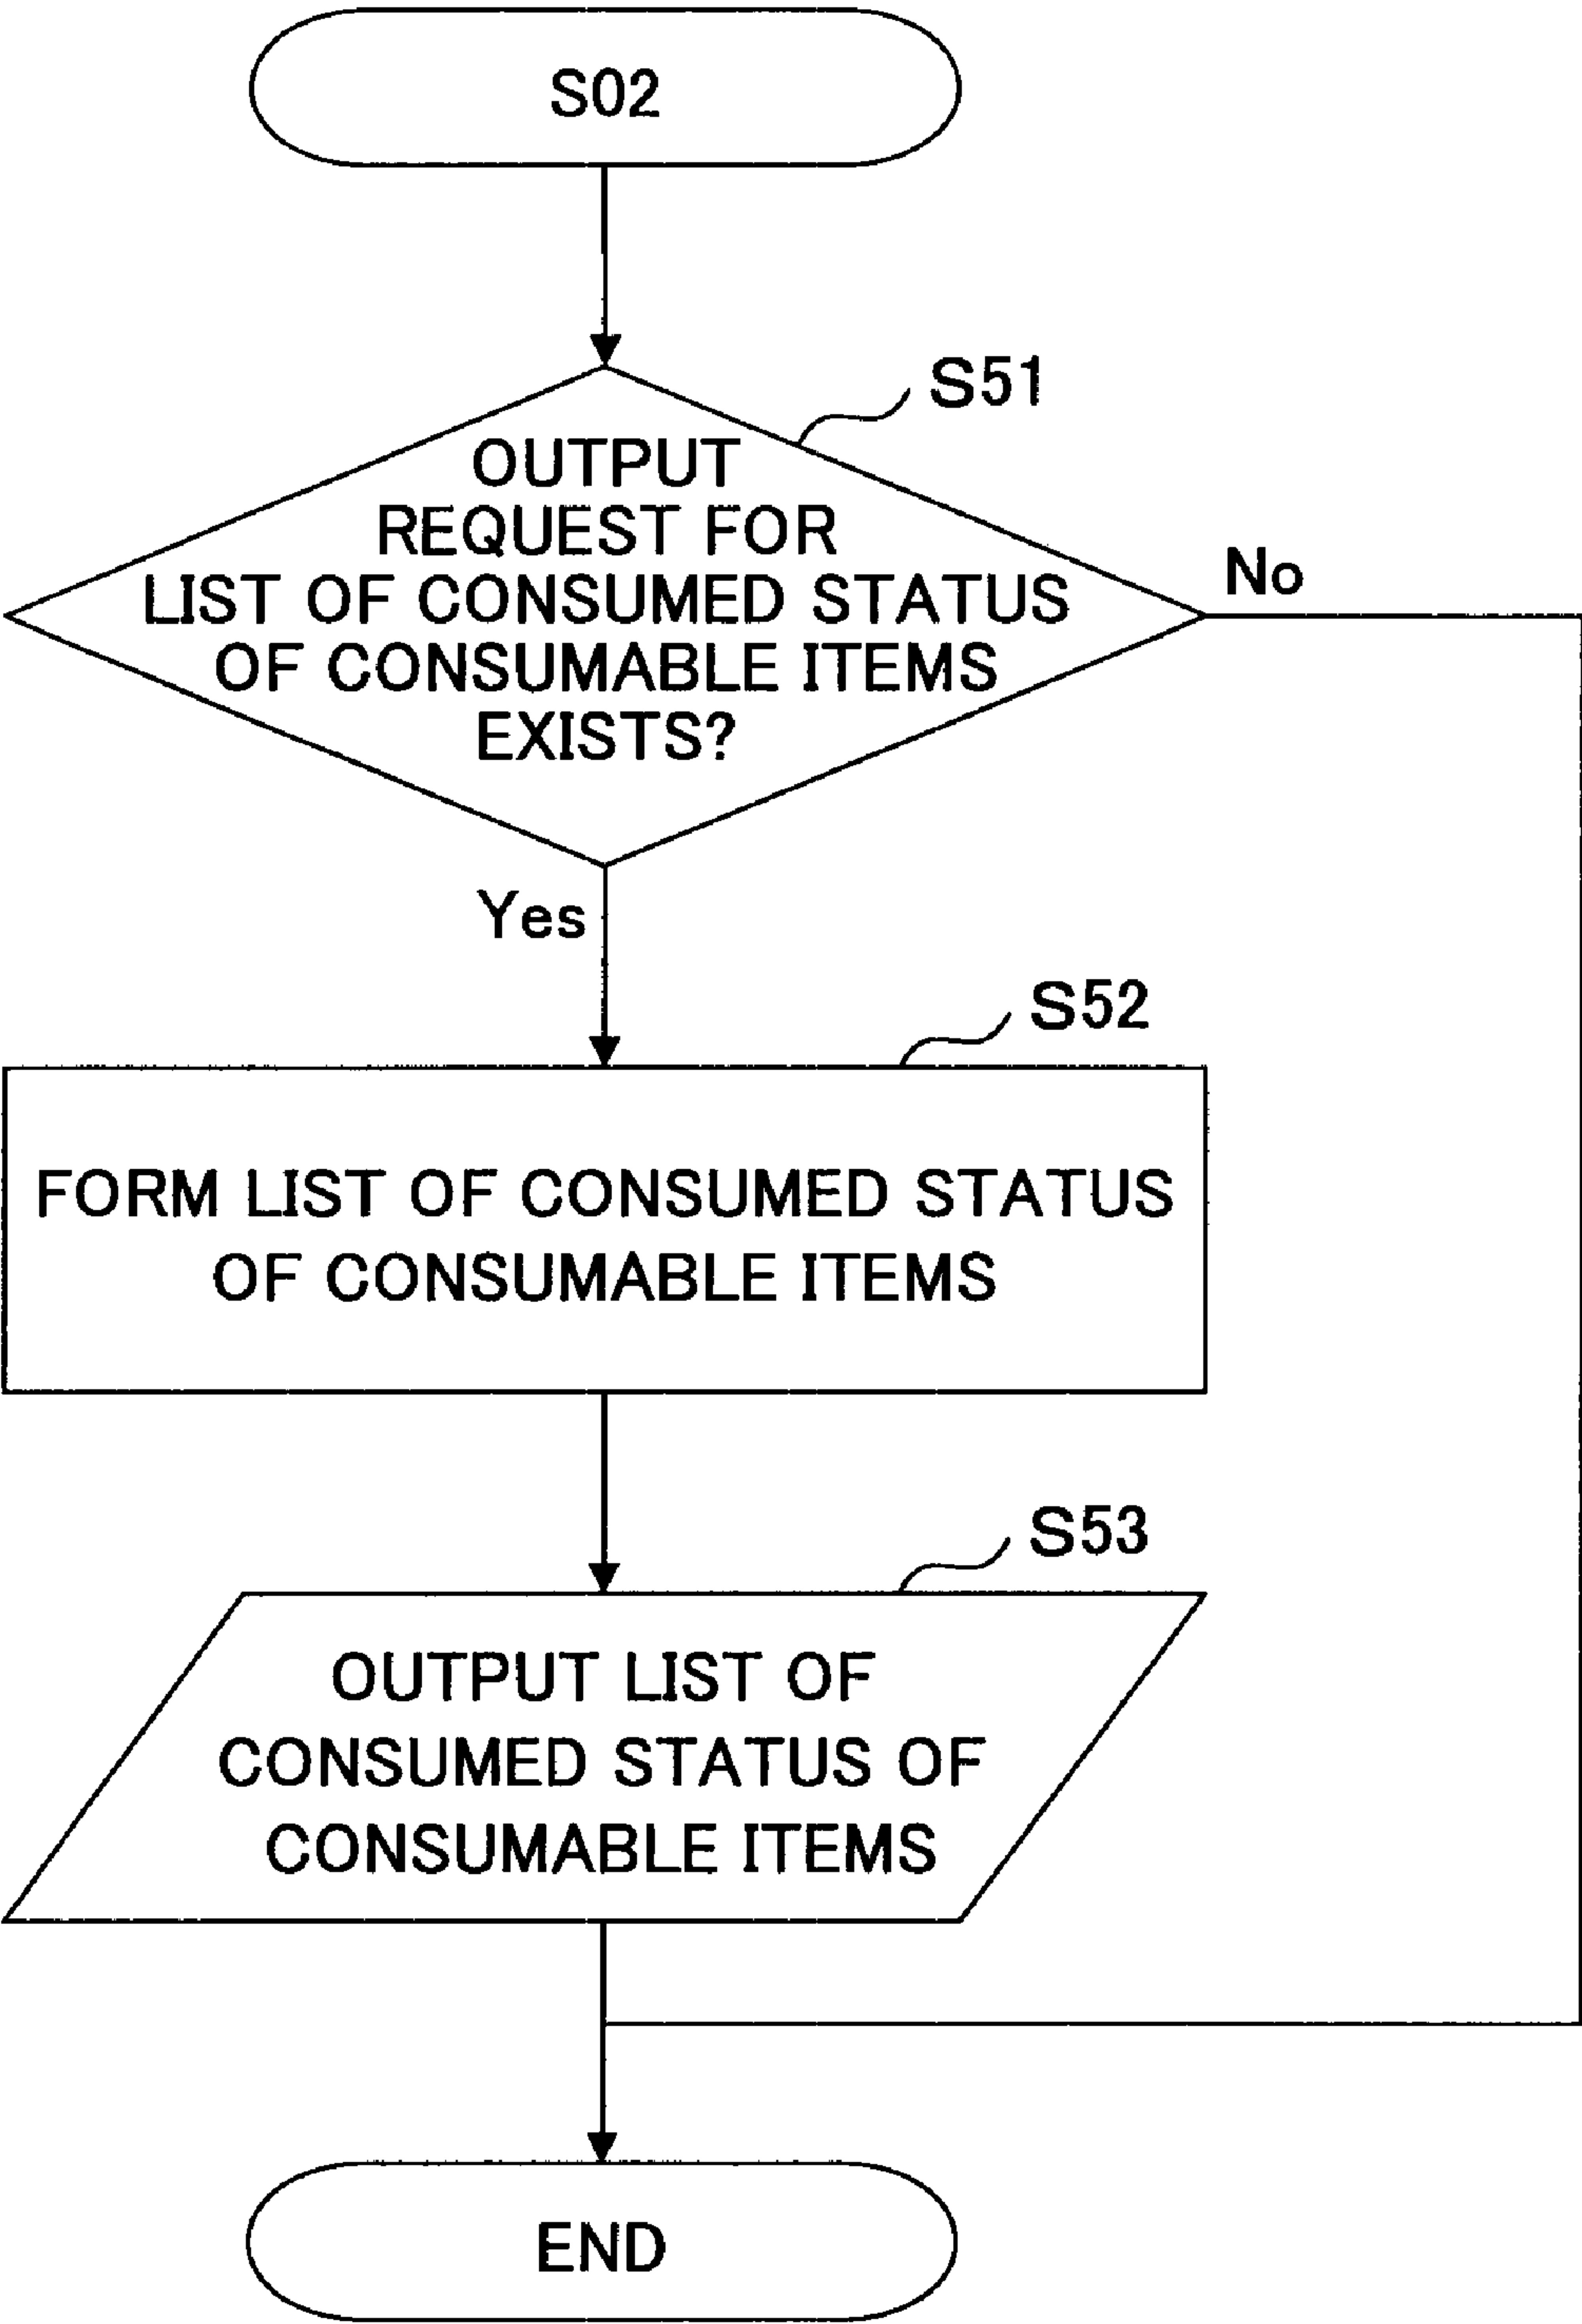 S02
S51
OUTPUT
REQUEST FOR
LIST OF CONSUMED STATUS
OF CONSUMABLE ITEMS
EXISTS?
No
Yes
S52
FORM LIST OF CONSUMED STATUS
OF CONSUMABLE ITEMS
S53
OUTPUT LIST OF
CONSUMED STATUS OF
CONSUMABLE ITEMS
END